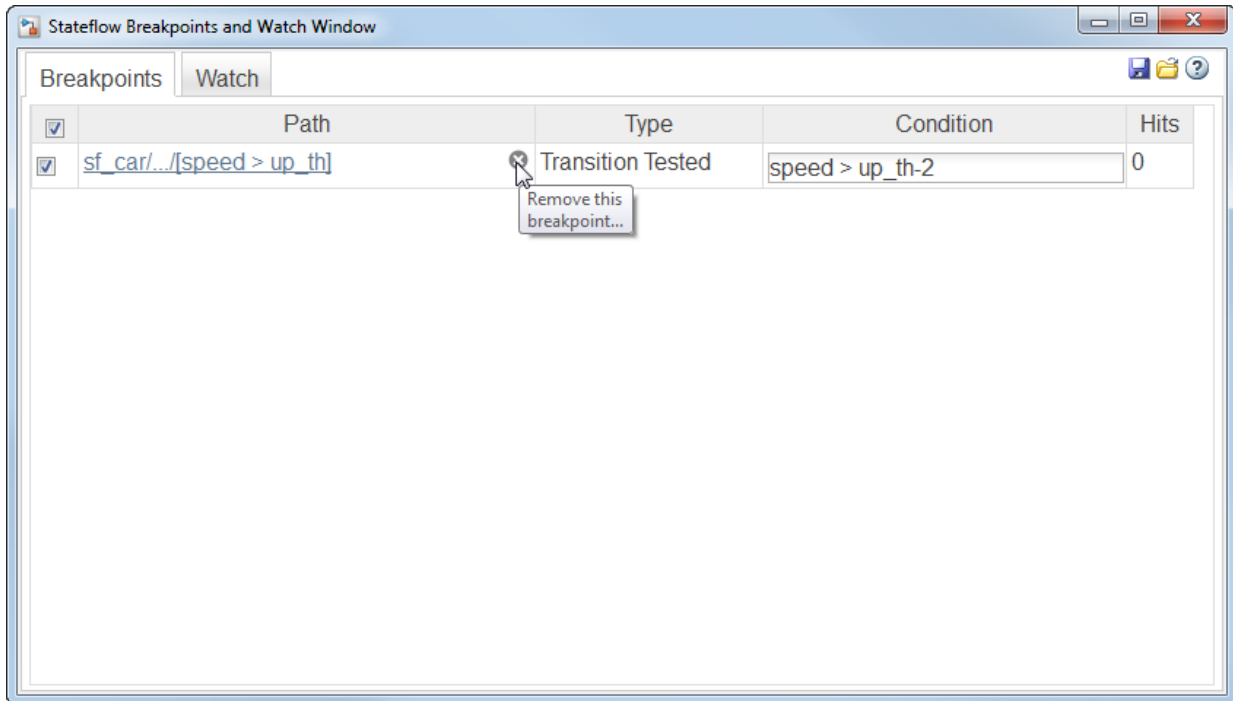 Stateflow Breakpoints and Watch Window
Breakpoints Watch
Path Type Condition Hits
sf_car/.../[speed > up_th] Transition Tested speed > up_th-2 0
Remove this
breakpoint...